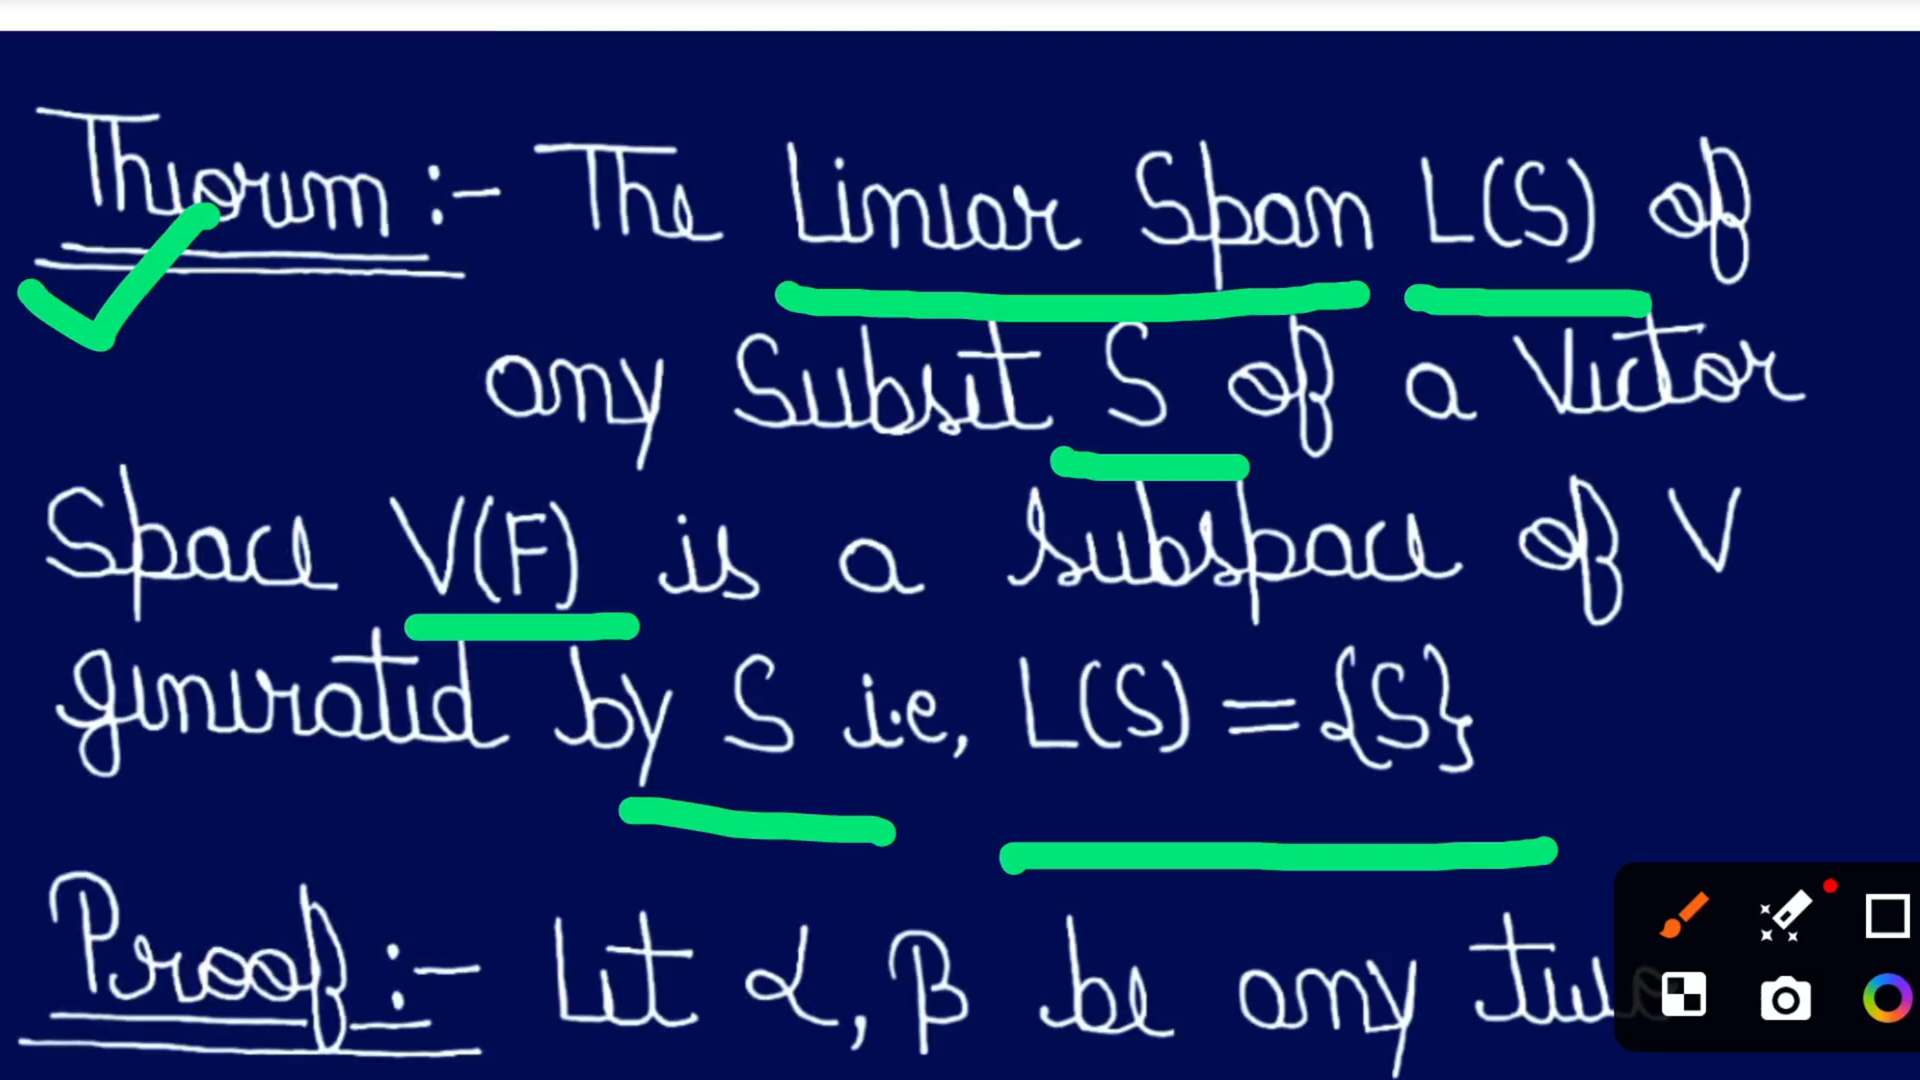 Theorem :- The Linear Span L(S) of
any Subset S of a Vector
Space V(F) is a subspace of V
generated by S i.e, L(S) = {S}
Proof :- Let α, β be any two